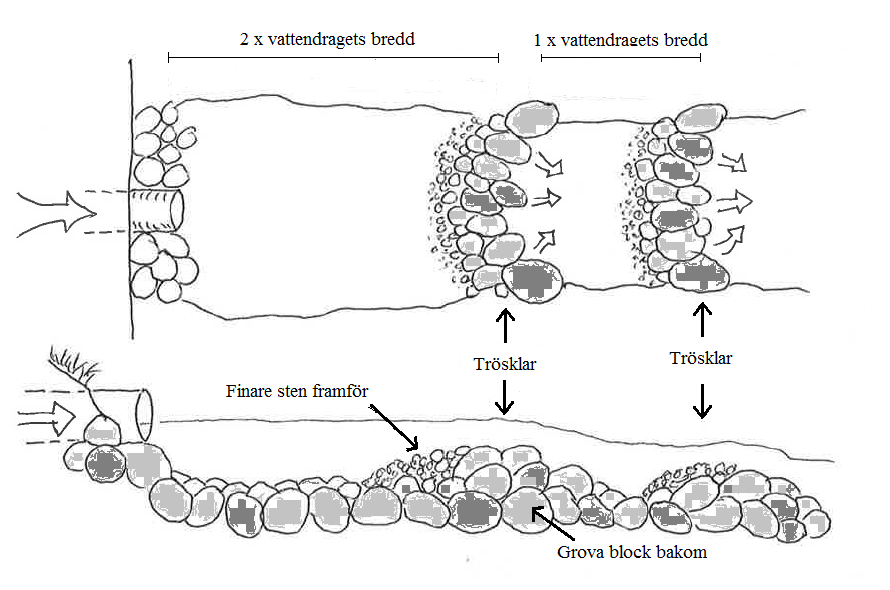 2 x vattendragets bredd
1 x vattendragets bredd
Trösklar
Trösklar
Finare sten framför
Grova block bakom